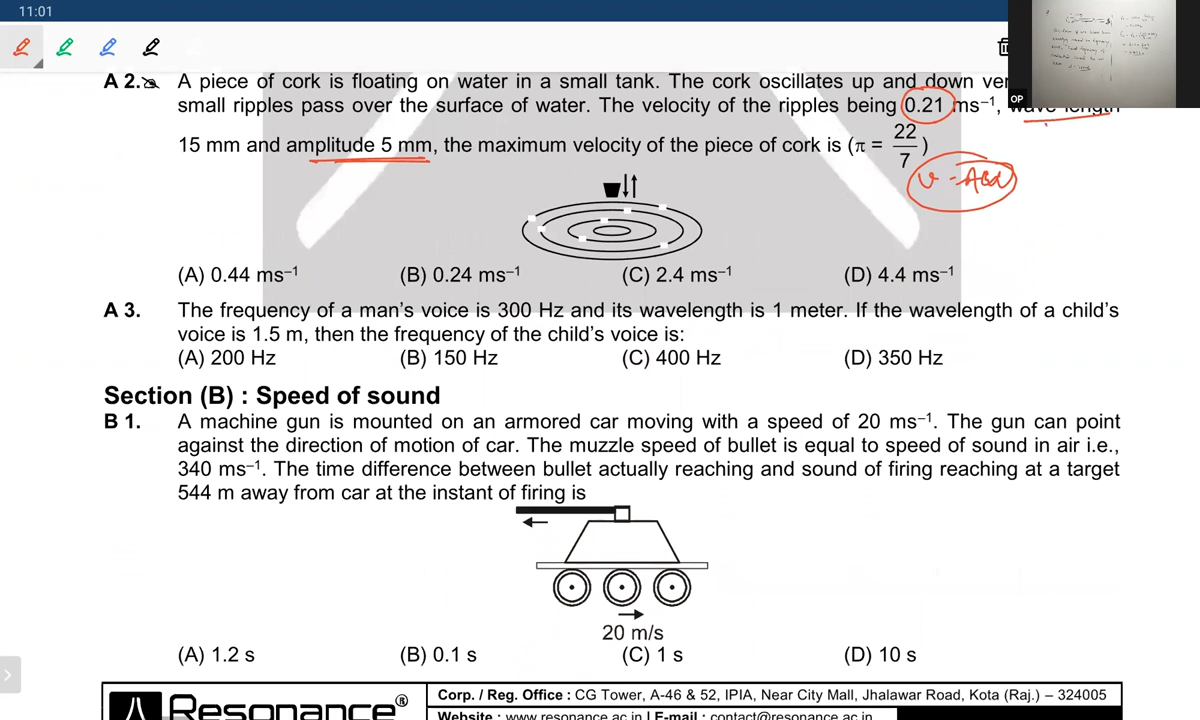 11:01
A 2. A piece of cork is floating on water in a small tank. The cork oscillates up and down ver
small ripples pass over the surface of water. The velocity of the ripples being 0.21 ms⁻¹, wave length
15 mm and amplitude 5 mm, the maximum velocity of the piece of cork is (π = 22/7)
(A) 0.44 ms⁻¹ (B) 0.24 ms⁻¹ (C) 2.4 ms⁻¹ (D) 4.4 ms⁻¹
A 3. The frequency of a man's voice is 300 Hz and its wavelength is 1 meter. If the wavelength of a child's
voice is 1.5 m, then the frequency of the child's voice is:
(A) 200 Hz (B) 150 Hz (C) 400 Hz (D) 350 Hz
Section (B) : Speed of sound
B 1. A machine gun is mounted on an armored car moving with a speed of 20 ms⁻¹. The gun can point
against the direction of motion of car. The muzzle speed of bullet is equal to speed of sound in air i.e.,
340 ms⁻¹. The time difference between bullet actually reaching and sound of firing reaching at a target
544 m away from car at the instant of firing is
20 m/s
(A) 1.2 s (B) 0.1 s (C) 1 s (D) 10 s
Resonance®
Corp. / Reg. Office : CG Tower, A-46 & 52, IPIA, Near City Mall, Jhalawar Road, Kota (Raj.) – 324005
Website : www.resonance.ac.in | E-mail : contact@resonance.ac.in
OP